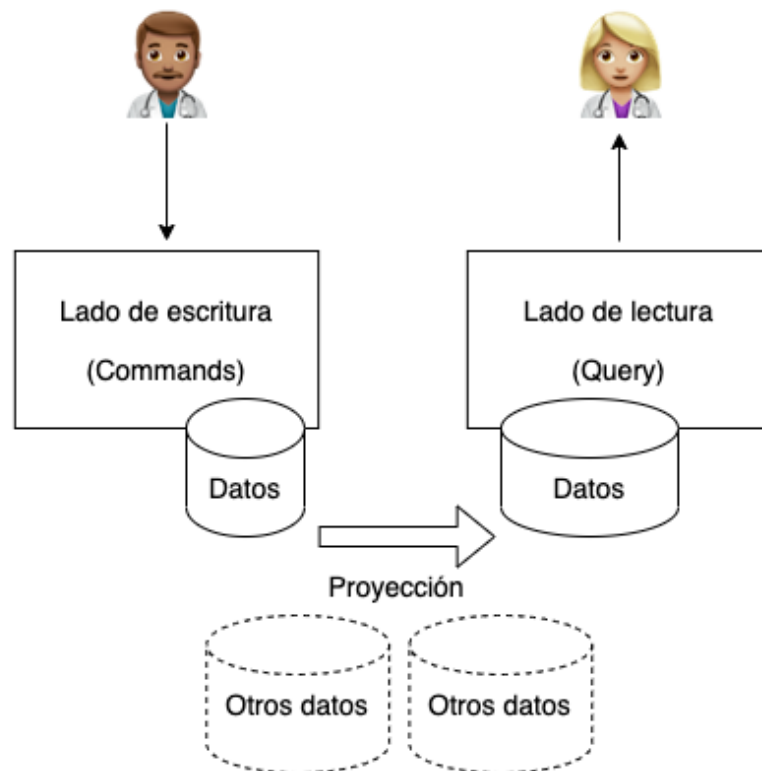 Lado de escritura
(Commands)
Lado de lectura
(Query)
Datos
Datos
Proyección
Otros datos
Otros datos